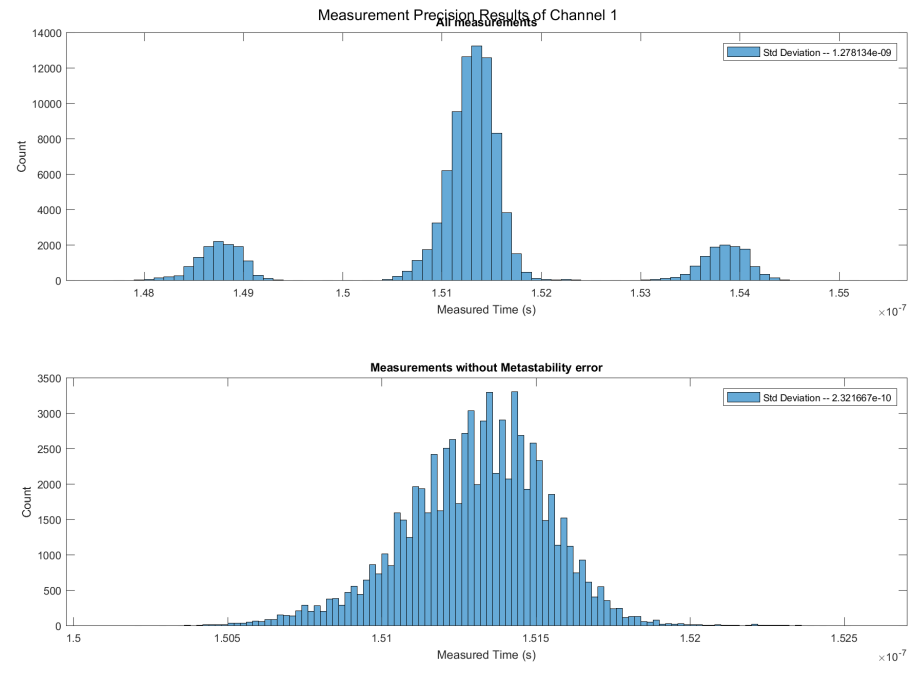 Measurement Precision Results of Channel 1
All measurements
14000
12000
10000
8000
6000
4000
2000
0
Count
Std Deviation -- 1.278134e-09
1.48 1.49 1.5 1.51 1.52 1.53 1.54 1.55
Measured Time (s)
×10-7
Measurements without Metastability error
3500
3000
2500
2000
1500
1000
500
0
Count
Std Deviation -- 2.321667e-10
1.5 1.505 1.51 1.515 1.52 1.525
Measured Time (s)
×10-7